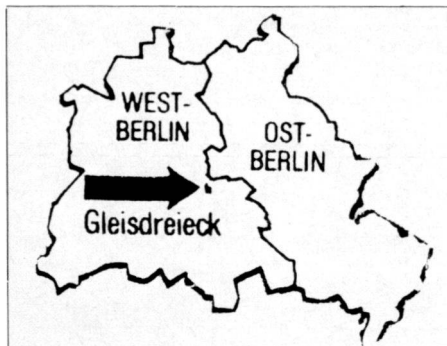 WEST-
BERLIN
OST-
BERLIN
Gleisdreieck